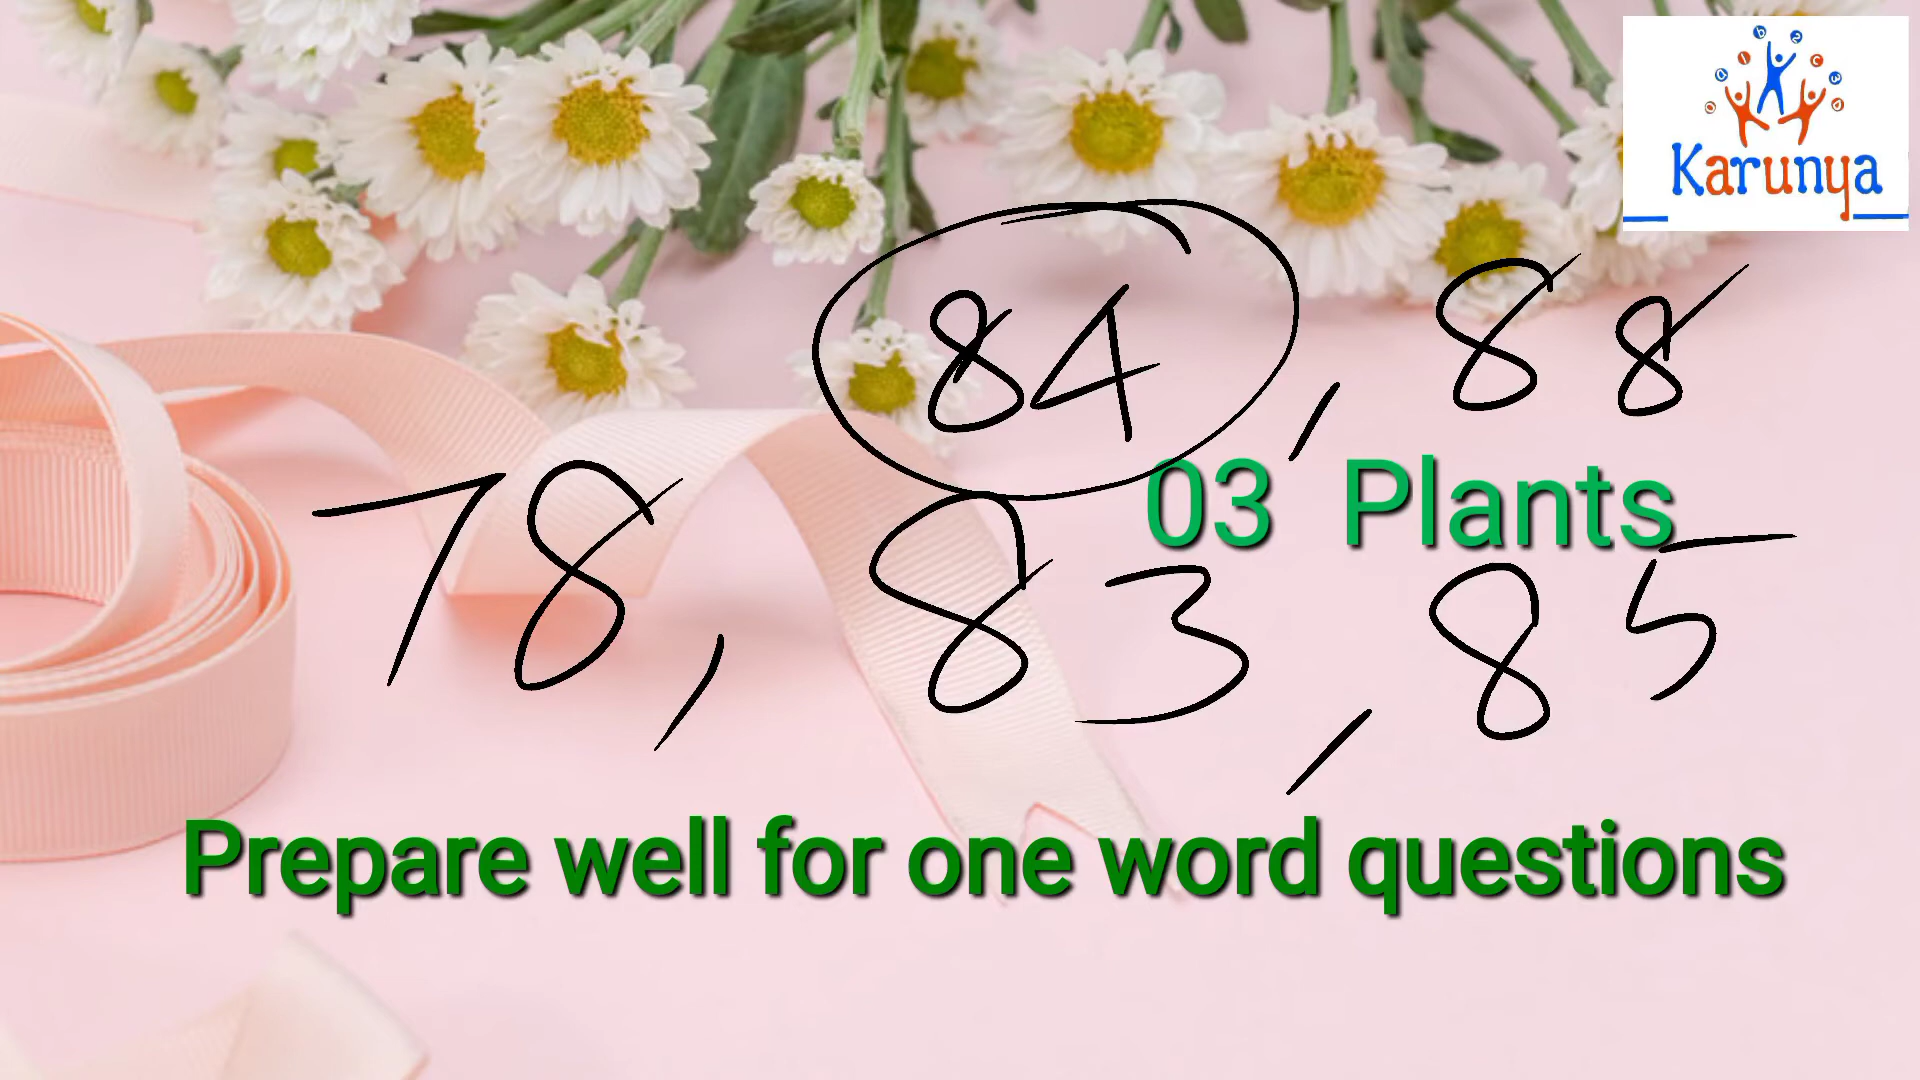 Karunya
84, 88
03 Plants
78, 83, 85
Prepare well for one word questions